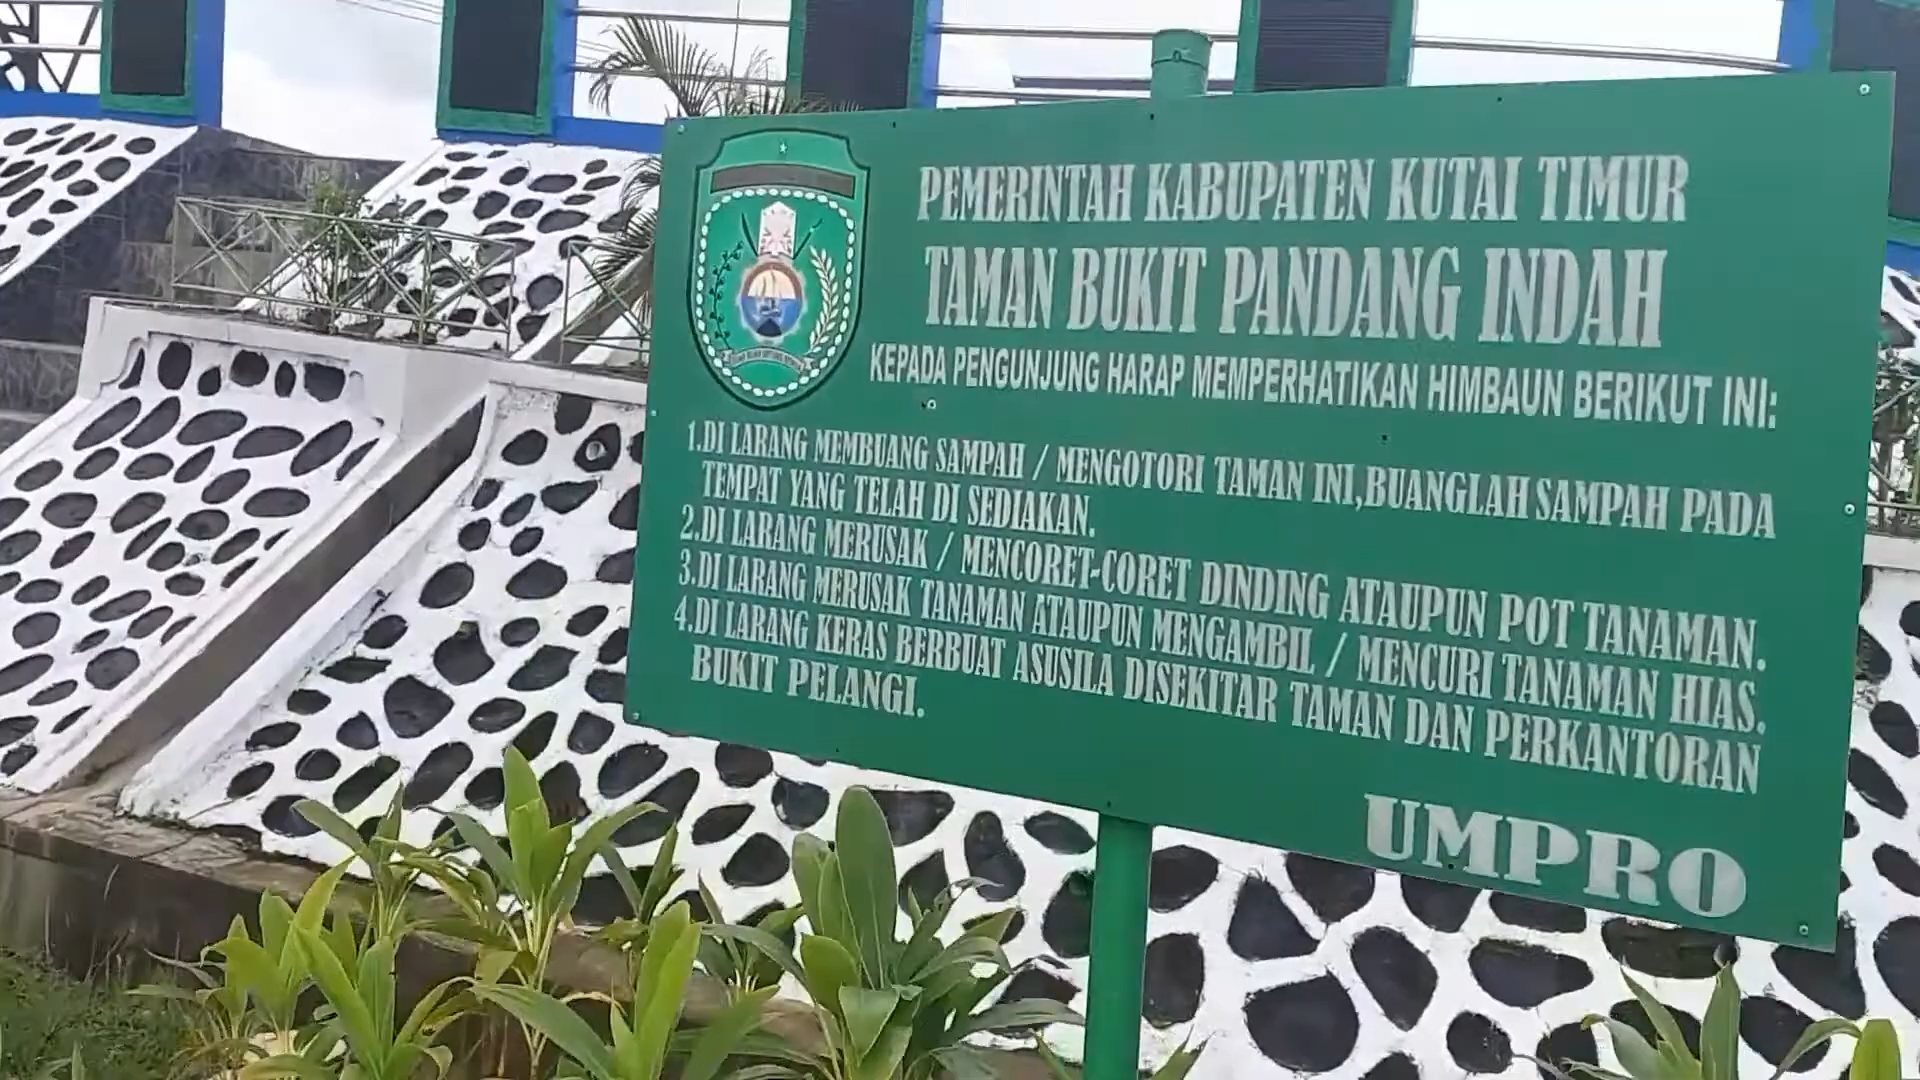 PEMERINTAH KABUPATEN KUTAI TIMUR
TAMAN BUKIT PANDANG INDAH
KEPADA PENGUNJUNG HARAP MEMPERHATIKAN HIMBAUN BERIKUT INI:
1.DI LARANG MEMBUANG SAMPAH / MENGOTORI TAMAN INI,BUANGLAH SAMPAH PADA
TEMPAT YANG TELAH DI SEDIAKAN.
2.DI LARANG MERUSAK / MENCORET-CORET DINDING ATAUPUN POT TANAMAN.
3.DI LARANG MERUSAK TANAMAN ATAUPUN MENGAMBIL / MENCURI TANAMAN HIAS.
4.DI LARANG KERAS BERBUAT ASUSILA DISEKITAR TAMAN DAN PERKANTORAN
BUKIT PELANGI.
UMPRO